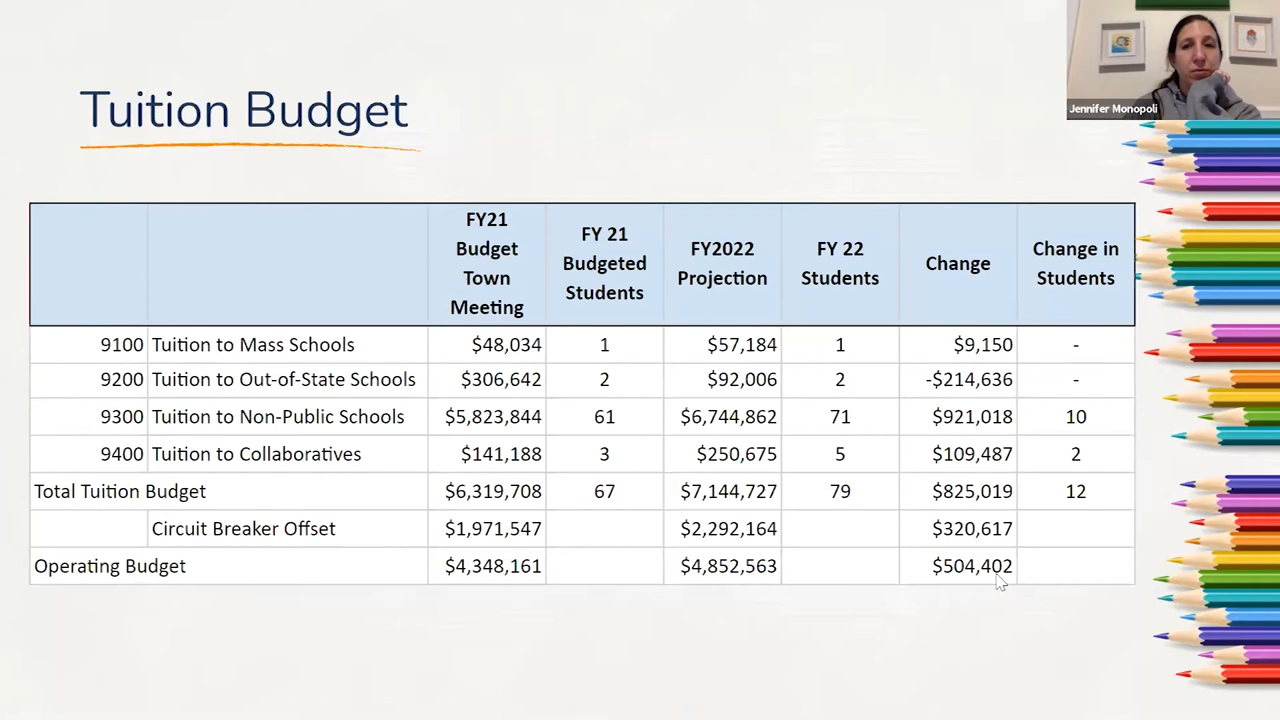 Jennifer Monopoli
Tuition Budget
FY21 Budget Town Meeting FY 21 Budgeted Students FY2022 Projection FY 22 Students Change Change in Students
9100 Tuition to Mass Schools $48,034 1 $57,184 1 $9,150 -
9200 Tuition to Out-of-State Schools $306,642 2 $92,006 2 -$214,636 -
9300 Tuition to Non-Public Schools $5,823,844 61 $6,744,862 71 $921,018 10
9400 Tuition to Collaboratives $141,188 3 $250,675 5 $109,487 2
Total Tuition Budget $6,319,708 67 $7,144,727 79 $825,019 12
Circuit Breaker Offset $1,971,547 $2,292,164 $320,617
Operating Budget $4,348,161 $4,852,563 $504,402